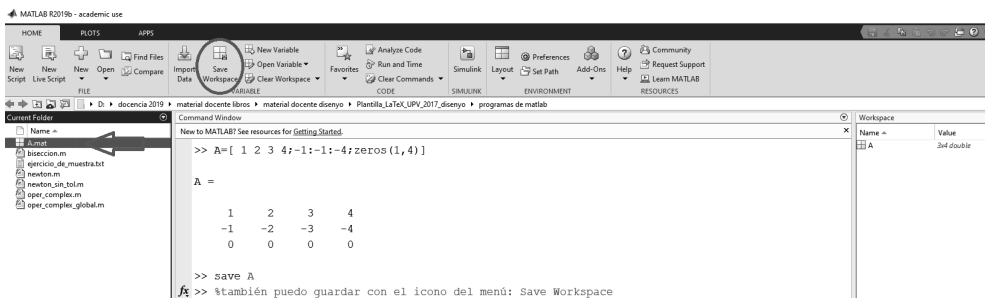 MATLAB R2019b - academic use
HOME PLOTS APPS
New Script
New Live Script
New
Open
Find Files
Compare
Import Data
Save Workspace
New Variable
Open Variable
Clear Workspace
Favorites
Analyze Code
Run and Time
Clear Commands
Simulink
Layout
Preferences
Set Path
Add-Ons
Help
Community
Request Support
Learn MATLAB
FILE VARIABLE CODE SIMULINK ENVIRONMENT RESOURCES
D: ▸ docencia 2019 ▸ material docente libros ▸ material docente disenyo ▸ Plantilla_LaTeX_UPV_2017_disenyo ▸ programas de matlab
Current Folder
Name
A.mat
biseccion.m
ejercicio_de_muestra.txt
newton.m
newton_sin_tol.m
oper_complex.m
oper_complex_global.m
Command Window
New to MATLAB? See resources for Getting Started.
>> A=[ 1 2 3 4;-1:-1:-4;zeros(1,4)]
A =
1 2 3 4
-1 -2 -3 -4
0 0 0 0
>> save A
fx >> %también puedo guardar con el icono del menú: Save Workspace
Workspace
Name Value
A 3x4 double